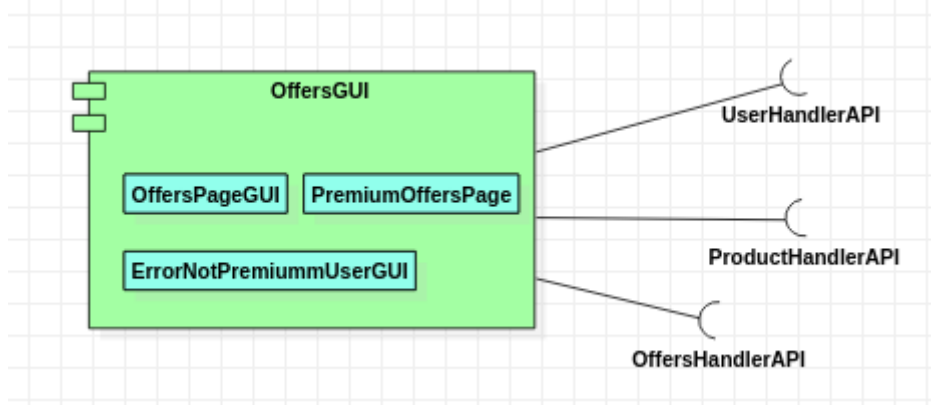 OffersGUI
UserHandlerAPI
OffersPageGUI
PremiumOffersPage
ProductHandlerAPI
ErrorNotPremiummUserGUI
OffersHandlerAPI